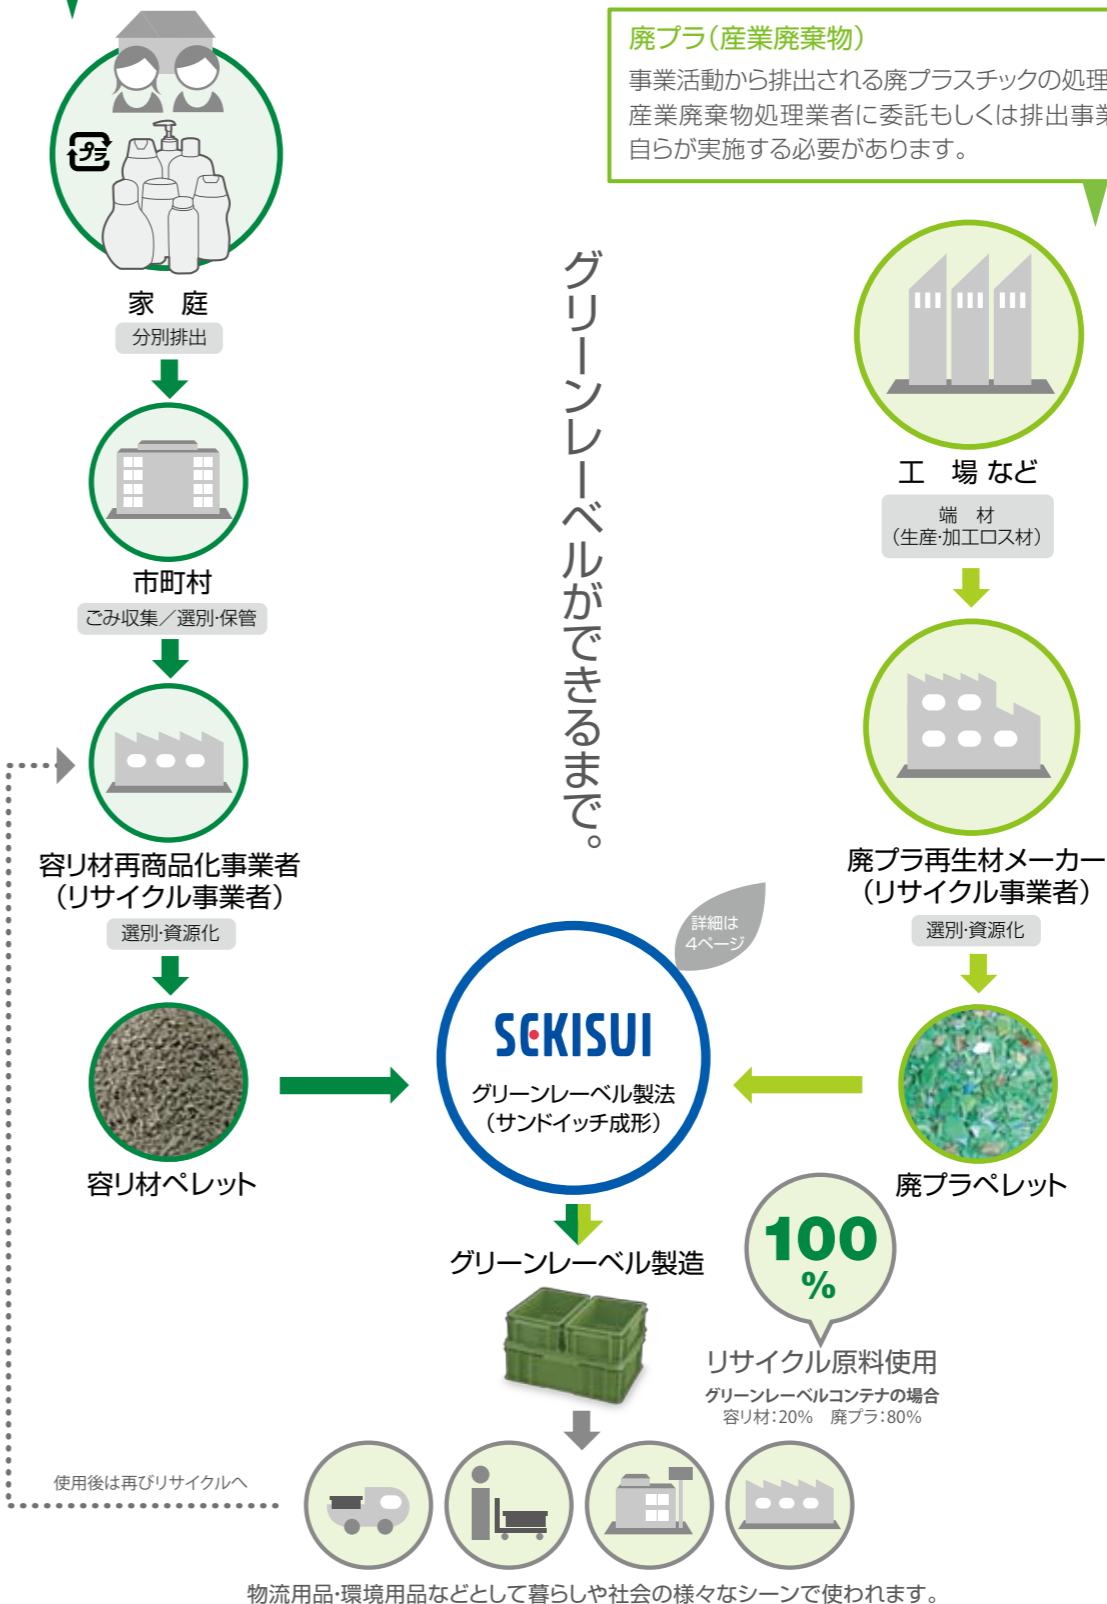 廃プラ(産業廃棄物)
事業活動から排出される廃プラスチックの処理
産業廃棄物処理業者に委託もしくは排出事業
自らが実施する必要があります。
プラ
家 庭
分別排出
市町村
ごみ収集／選別・保管
容リ材再商品化事業者
(リサイクル事業者)
選別・資源化
容リ材ペレット
グリーンレーベルができるまで。
工 場 など
端 材
(生産・加工ロス材)
廃プラ再生材メーカー
(リサイクル事業者)
選別・資源化
廃プラペレット
詳細は
4ページ
SEKISUI
グリーンレーベル製法
(サンドイッチ成形)
グリーンレーベル製造
100
%
リサイクル原料使用
グリーンレーベルコンテナの場合
容リ材:20% 廃プラ:80%
使用後は再びリサイクルへ
物流用品・環境用品などとして暮らしや社会の様々なシーンで使われます。